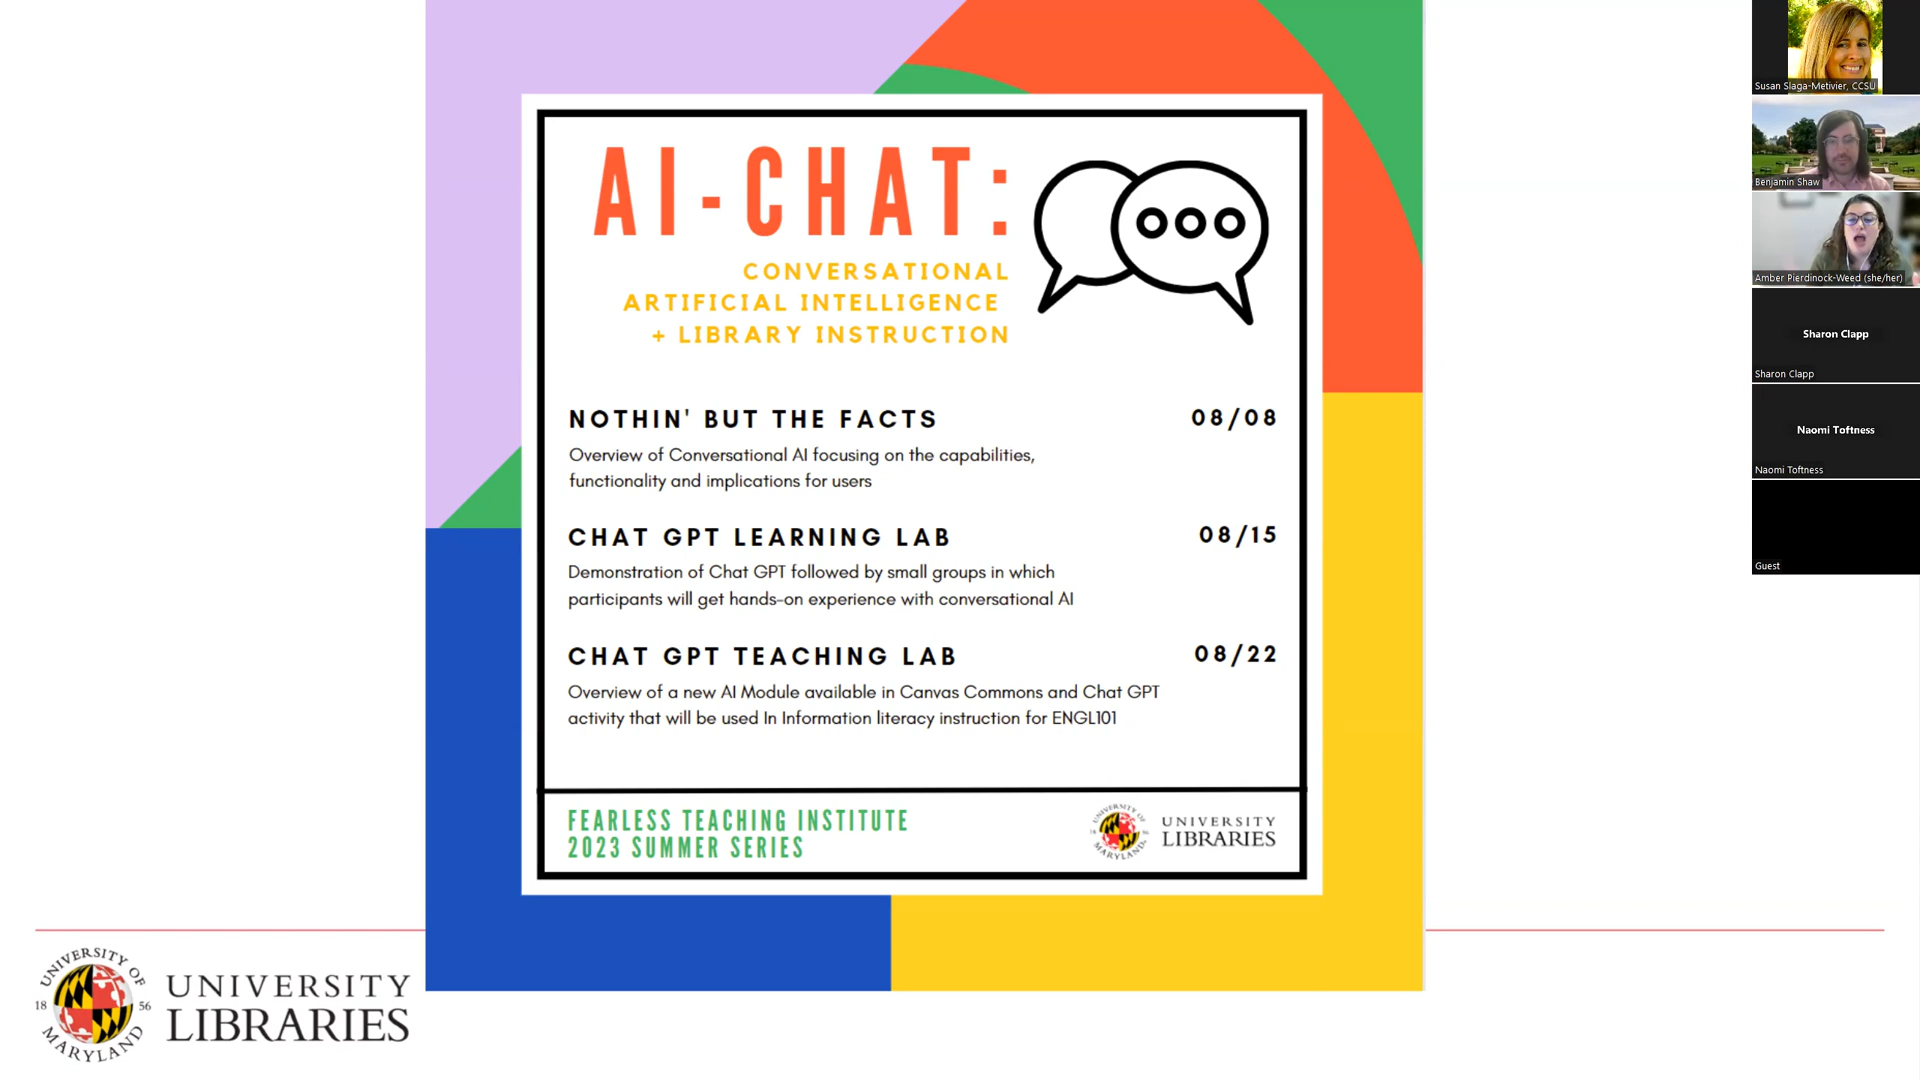 AI-CHAT:
CONVERSATIONAL
ARTIFICIAL INTELLIGENCE
+ LIBRARY INSTRUCTION
NOTHIN' BUT THE FACTS 08/08
Overview of Conversational AI focusing on the capabilities,
functionality and implications for users
CHAT GPT LEARNING LAB 08/15
Demonstration of Chat GPT followed by small groups in which
participants will get hands-on experience with conversational AI
CHAT GPT TEACHING LAB 08/22
Overview of a new AI Module available in Canvas Commons and Chat GPT
activity that will be used In Information literacy instruction for ENGL101
FEARLESS TEACHING INSTITUTE
2023 SUMMER SERIES
UNIVERSITY OF
MARYLAND
18 56
UNIVERSITY
LIBRARIES
UNIVERSITY OF
18 56
MARYLAND
UNIVERSITY
LIBRARIES
Susan Slaga-Metivier, CCSU
Benjamin Shaw
Amber Pierdinock-Weed (she/her)
Sharon Clapp
Sharon Clapp
Naomi Toftness
Naomi Toftness
Guest